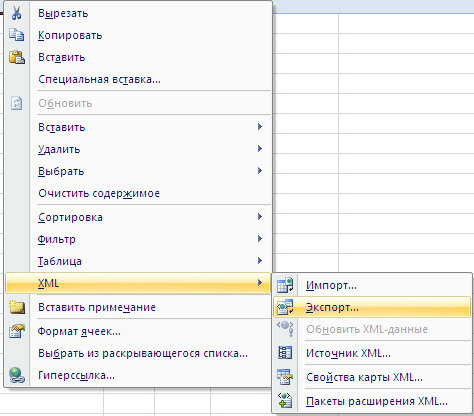 Вырезать
Копировать
Вставить
Специальная вставка...
Обновить
Вставить
Удалить
Выбрать
Очистить содержимое
Сортировка
Фильтр
Таблица
XML
Вставить примечание
Формат ячеек...
Выбрать из раскрывающегося списка...
Гиперссылка...
Импорт...
Экспорт...
Обновить XML-данные
Источник XML...
Свойства карты XML...
Пакеты расширения XML...